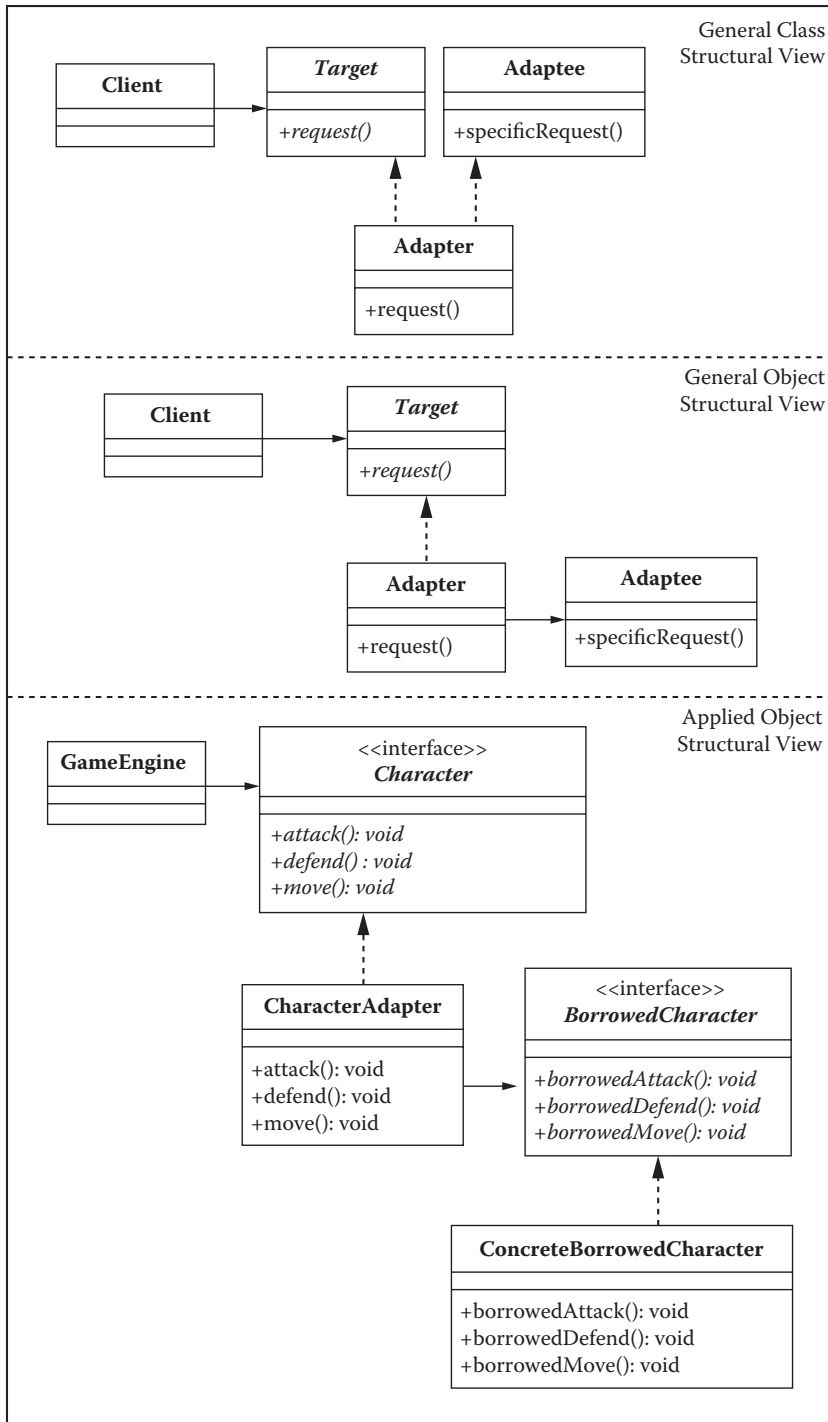 General Class
Structural View
Client
Target
+request()
Adaptee
+specificRequest()
Adapter
+request()
General Object
Structural View
Client
Target
+request()
Adapter
+request()
Adaptee
+specificRequest()
Applied Object
Structural View
GameEngine
<<interface>>
Character
+attack(): void
+defend() : void
+move(): void
CharacterAdapter
+attack(): void
+defend(): void
+move(): void
<<interface>>
BorrowedCharacter
+borrowedAttack(): void
+borrowedDefend(): void
+borrowedMove(): void
ConcreteBorrowedCharacter
+borrowedAttack(): void
+borrowedDefend(): void
+borrowedMove(): void